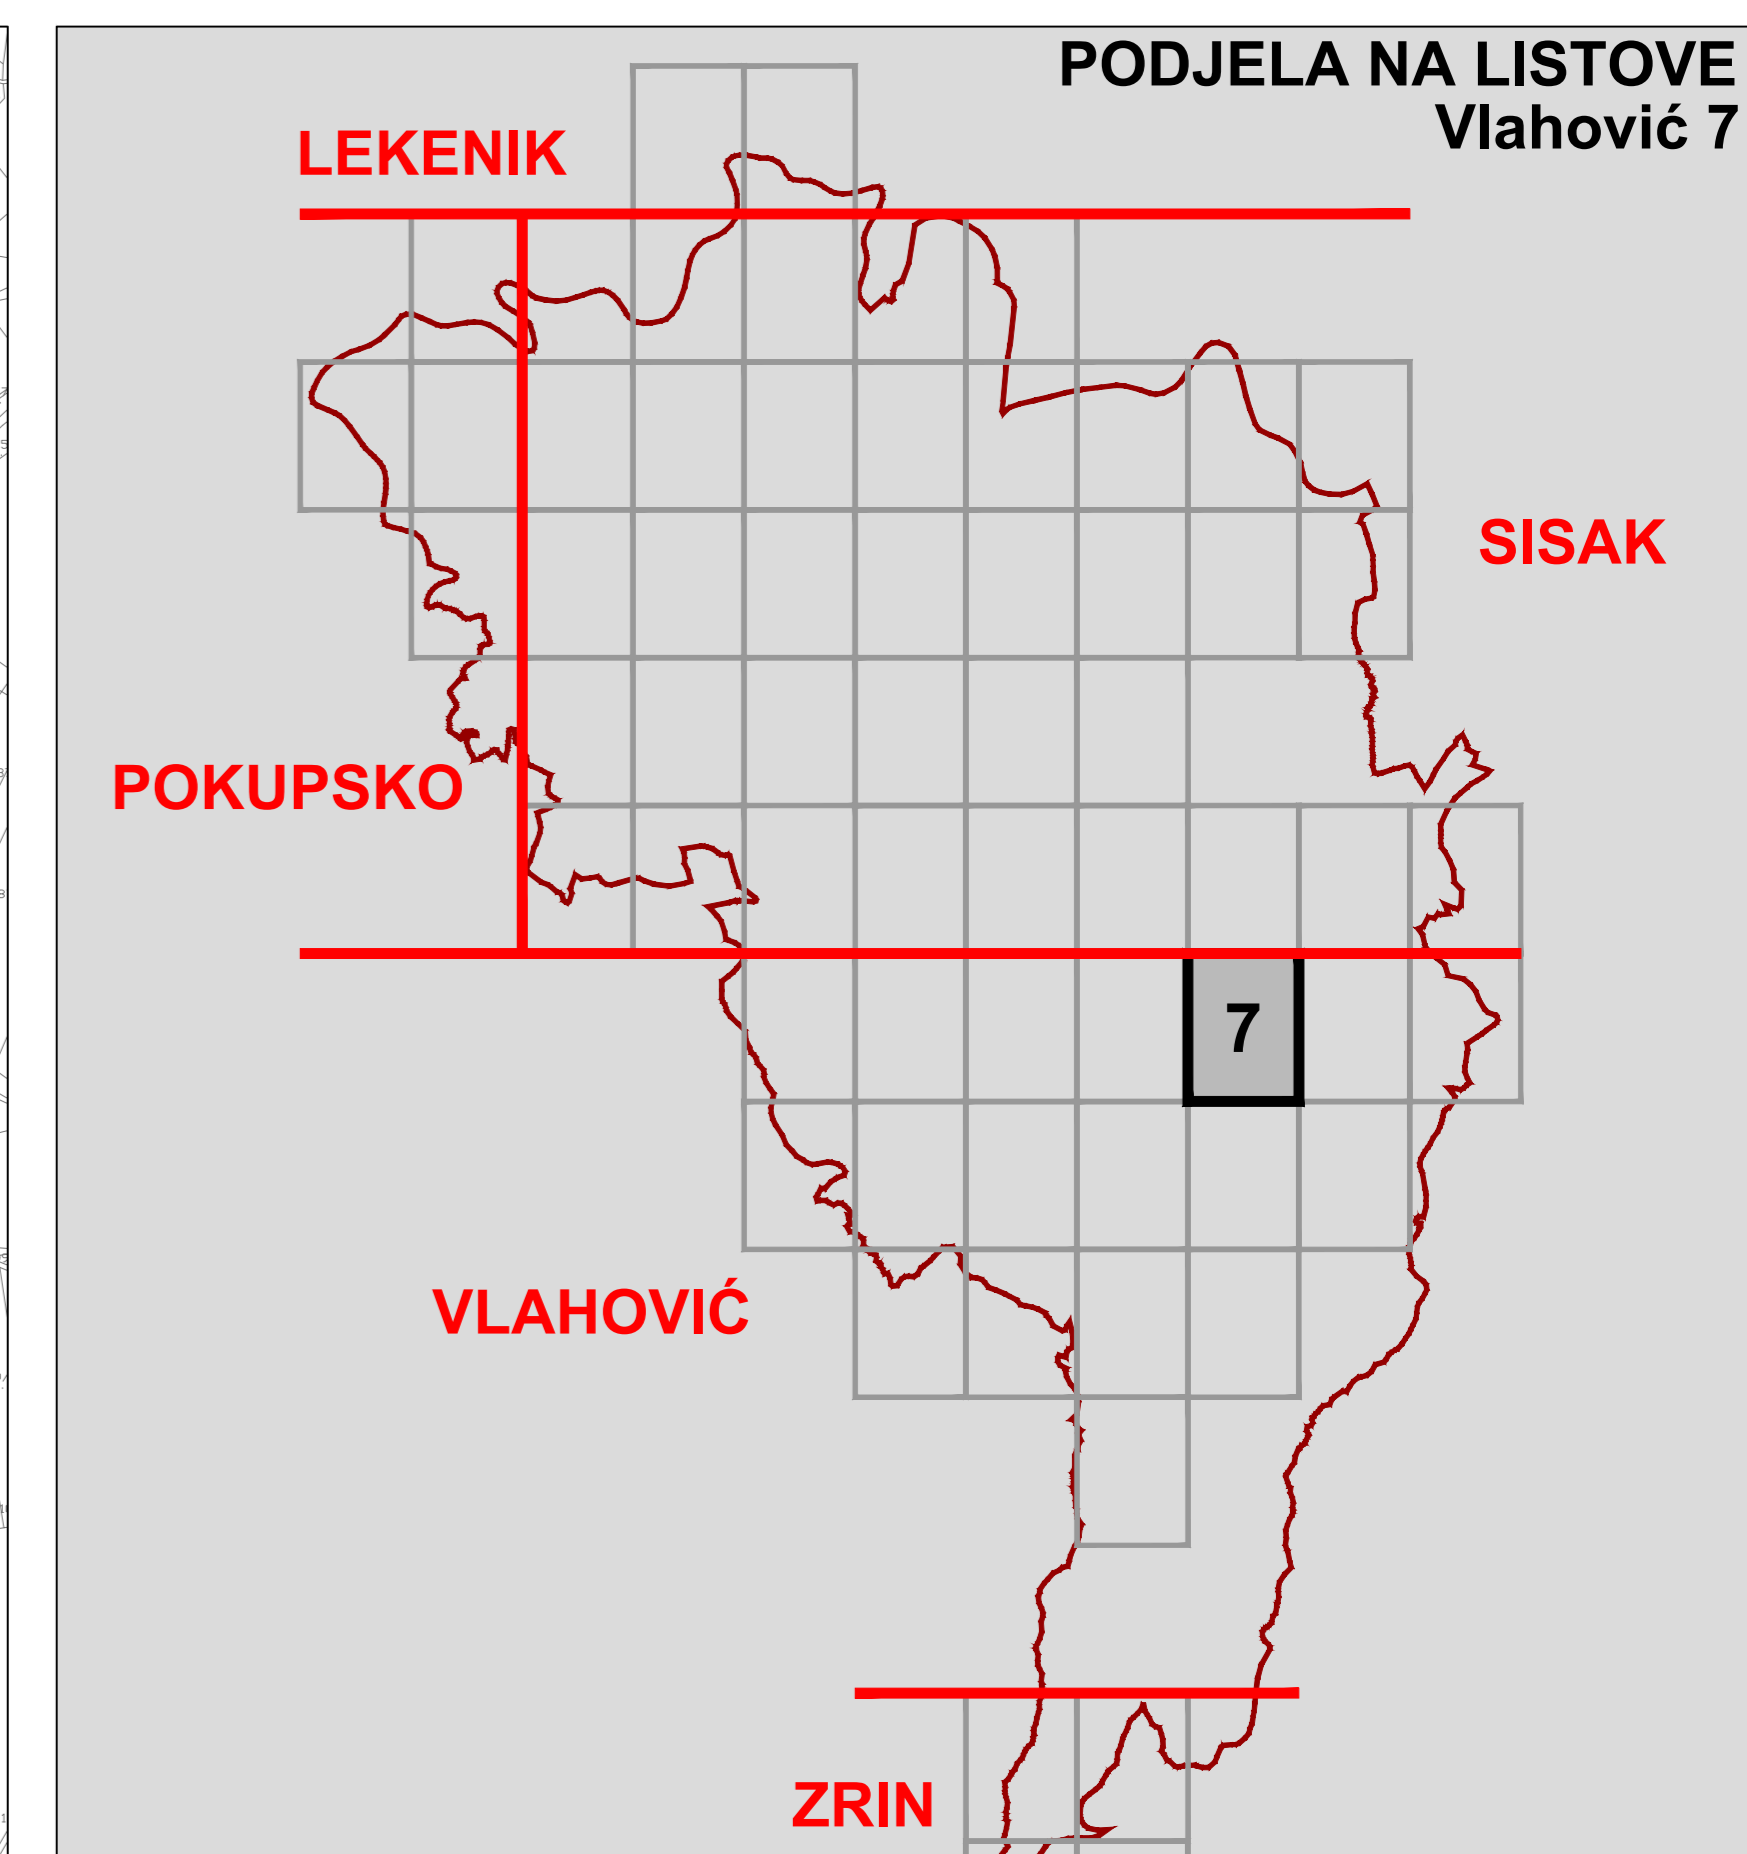 PODJELA NA LISTOVE
Vlahović 7
LEKENIK
SISAK
POKUPSKO
7
VLAHOVIĆ
ZRIN